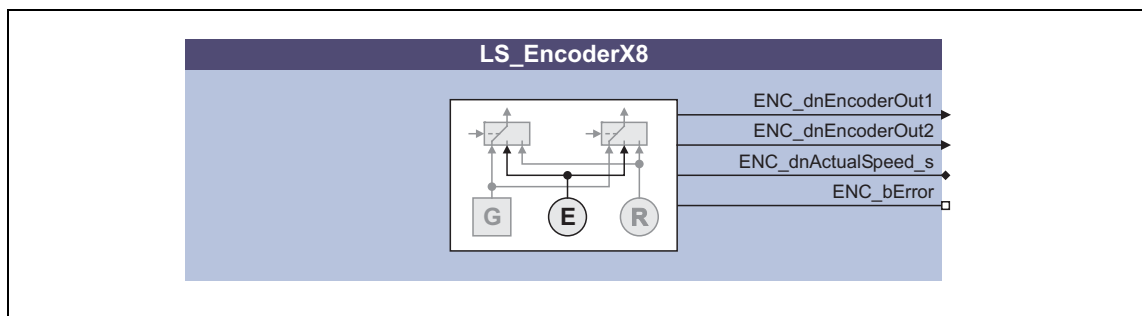 LS_EncoderX8
ENC_dnEncoderOut1
ENC_dnEncoderOut2
ENC_dnActualSpeed_s
ENC_bError
G E R